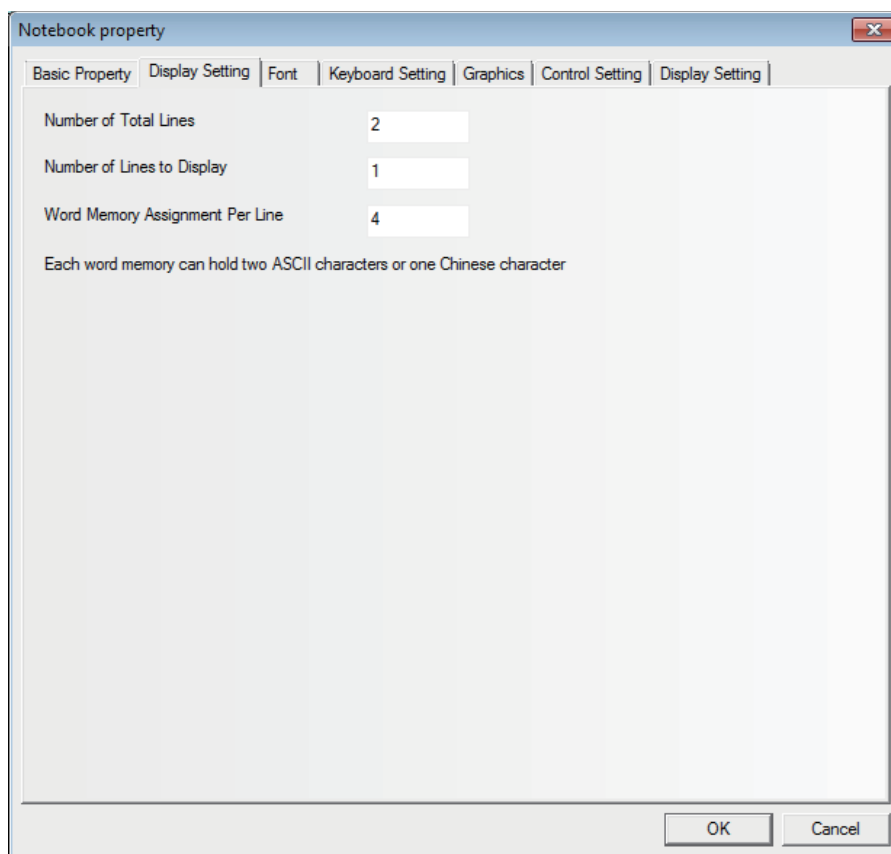 Notebook property
Basic Property Display Setting Font Keyboard Setting Graphics Control Setting Display Setting
Number of Total Lines 2
Number of Lines to Display 1
Word Memory Assignment Per Line 4
Each word memory can hold two ASCII characters or one Chinese character
OK Cancel